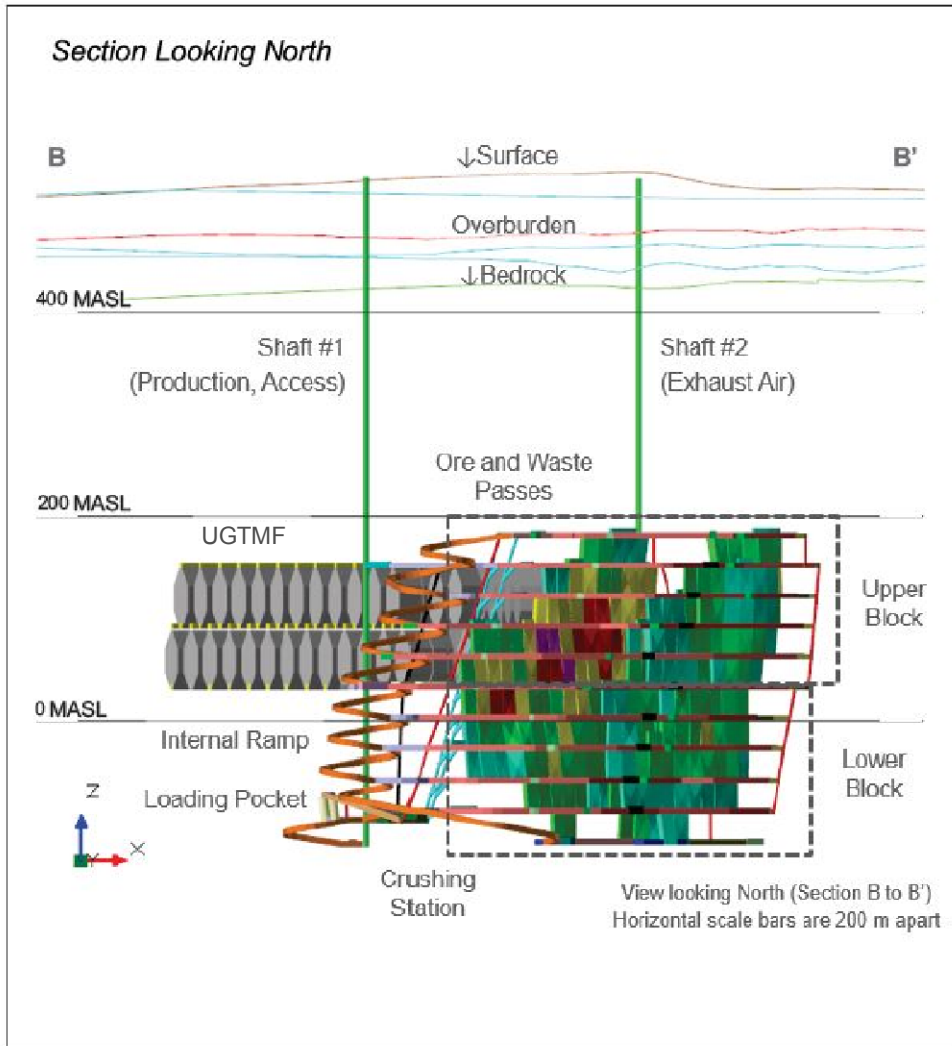 Section Looking North
B
B'
↓Surface
Overburden
↓Bedrock
400 MASL
Shaft #1
(Production, Access)
Shaft #2
(Exhaust Air)
Ore and Waste
Passes
200 MASL
UGTMF
Upper
Block
0 MASL
Internal Ramp
Lower
Block
Loading Pocket
Z
Y
X
Crushing
Station
View looking North (Section B to B')
Horizontal scale bars are 200 m apart